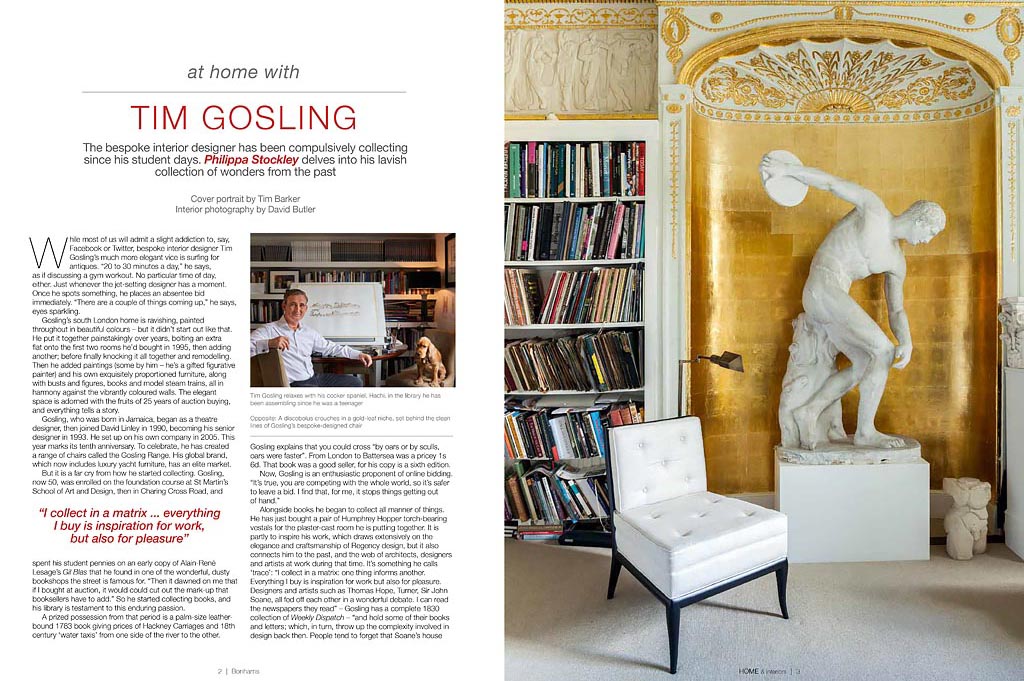 at home with
TIM GOSLING
The bespoke interior designer has been compulsively collecting
since his student days. Philippa Stockley delves into his lavish
collection of wonders from the past
Cover portrait by Tim Barker
Interior photography by David Butler
While most of us will admit a slight addiction to, say,
Facebook or Twitter, bespoke interior designer Tim
Gosling's much more elegant vice is surfing for
antiques. "20 to 30 minutes a day," he says,
as if discussing a gym workout. No particular time of day,
either. Just whenever the jet-setting designer has a moment.
Once he spots something, he places an absentee bid
immediately. "There are a couple of things coming up," he says,
eyes sparkling.
Gosling's south London home is ravishing, painted
throughout in beautiful colours – but it didn't start out like that.
He put it together painstakingly over years, bolting an extra
flat onto the first two rooms he'd bought in 1995, then adding
another; before finally knocking it all together and remodelling.
Then he added paintings (some by him – he's a gifted figurative
painter) and his own exquisitely proportioned furniture, along
with busts and figures, books and model steam trains, all in
harmony against the vibrantly coloured walls. The elegant
space is adorned with the fruits of 25 years of auction buying,
and everything tells a story.
Gosling, who was born in Jamaica, began as a theatre
designer, then joined David Linley in 1990, becoming his senior
designer in 1993. He set up on his own company in 2005. This
year marks its tenth anniversary. To celebrate, he has created
a range of chairs called the Gosling Range. His global brand,
which now includes luxury yacht furniture, has an elite market.
But it is a far cry from how he started collecting. Gosling,
now 50, was enrolled on the foundation course at St Martin's
School of Art and Design, then in Charing Cross Road, and
"I collect in a matrix ... everything
I buy is inspiration for work,
but also for pleasure"
spent his student pennies on an early copy of Alain-René
Lesage's Gil Blas that he found in one of the wonderful, dusty
bookshops the street is famous for. "Then it dawned on me that
if I bought at auction, it would could cut out the mark-up that
booksellers have to add." So he started collecting books, and
his library is testament to this enduring passion.
A prized possession from that period is a palm-size leather-
bound 1783 book giving prices of Hackney Carriages and 18th
century 'water taxis' from one side of the river to the other.
Tim Gosling relaxes with his cocker spaniel, Hachi, in the library he has
been assembling since he was a teenager
Opposite: A discobolus crouches in a gold-leaf niche, set behind the clean
lines of Gosling's bespoke-designed chair
Gosling explains that you could cross "by oars or by sculls,
oars were faster". From London to Battersea was a pricey 1s
6d. That book was a good seller, for his copy is a sixth edition.
Now, Gosling is an enthusiastic proponent of online bidding.
"It's true, you are competing with the whole world, so it's safer
to leave a bid. I find that, for me, it stops things getting out
of hand."
Alongside books he began to collect all manner of things.
He has just bought a pair of Humphrey Hopper torch-bearing
vestals for the plaster-cast room he is putting together. It is
partly to inspire his work, which draws extensively on the
elegance and craftsmanship of Regency design, but it also
connects him to the past, and the web of architects, designers
and artists at work during that time. It's something he calls
'trace': "I collect in a matrix: one thing informs another.
Everything I buy is inspiration for work but also for pleasure.
Designers and artists such as Thomas Hope, Turner, Sir John
Soane, all fed off each other in a wonderful debate. I can read
the newspapers they read" – Gosling has a complete 1830
collection of Weekly Dispatch – "and hold some of their books
and letters; which, in turn, throw up the complexity involved in
design back then. People tend to forget that Soane's house
2 | Bonhams
HOME & interiors | 3